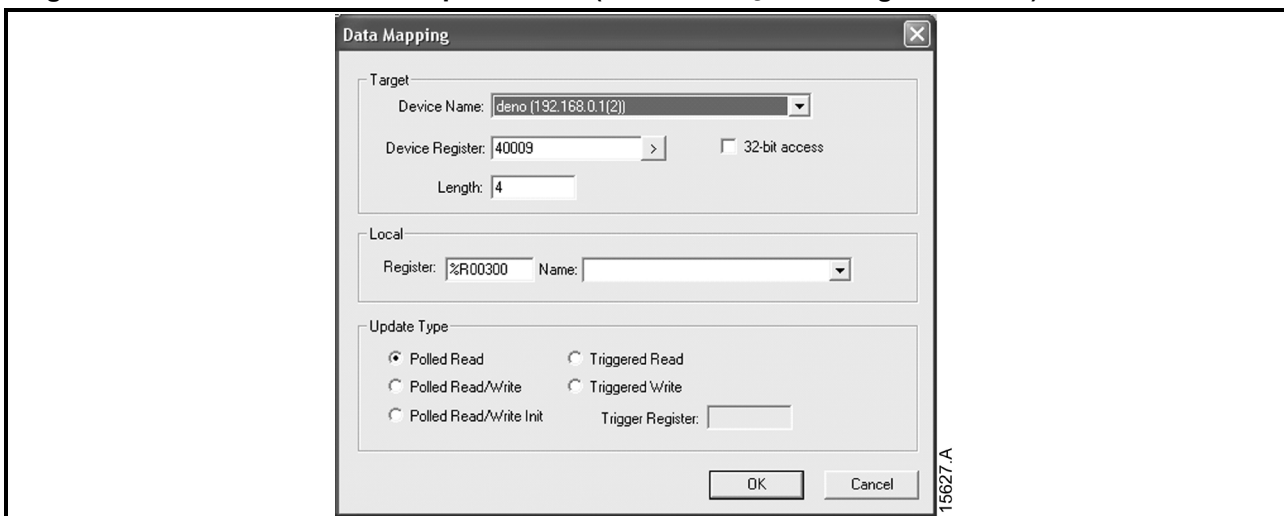 Data Mapping
Target
Device Name: deno (192.168.0.1(2))
Device Register: 40009 > 32-bit access
Length: 4
Local
Register: %R00300 Name:
Update Type
Polled Read Triggered Read
Polled Read/Write Triggered Write
Polled Read/Write Init Trigger Register:
OK Cancel
15627.A